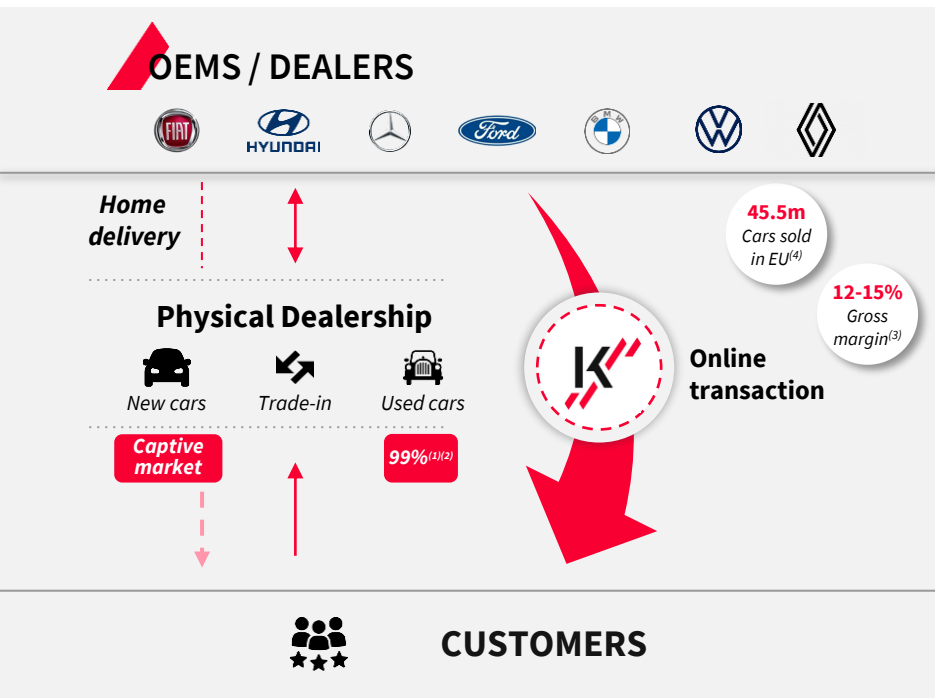 OEMS / DEALERS
FIAT
HYUNDAI
Ford
BMW
Home
delivery
45.5m
Cars sold
in EU(4)
12-15%
Gross
margin(3)
Physical Dealership
New cars
Trade-in
Used cars
Captive
market
99%(1)(2)
K
Online
transaction
CUSTOMERS